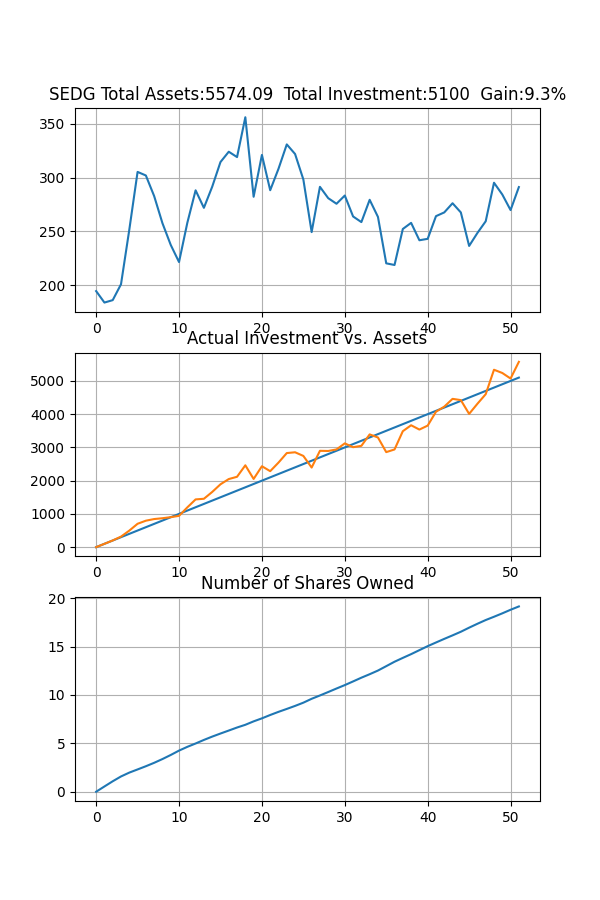 SEDG Total Assets:5574.09  Total Investment:5100  Gain:9.3%
350
300
250
200
0 10 20 30 40 50
Actual Investment vs. Assets
5000
4000
3000
2000
1000
0
0 10 20 30 40 50
Number of Shares Owned
20
15
10
5
0
0 10 20 30 40 50